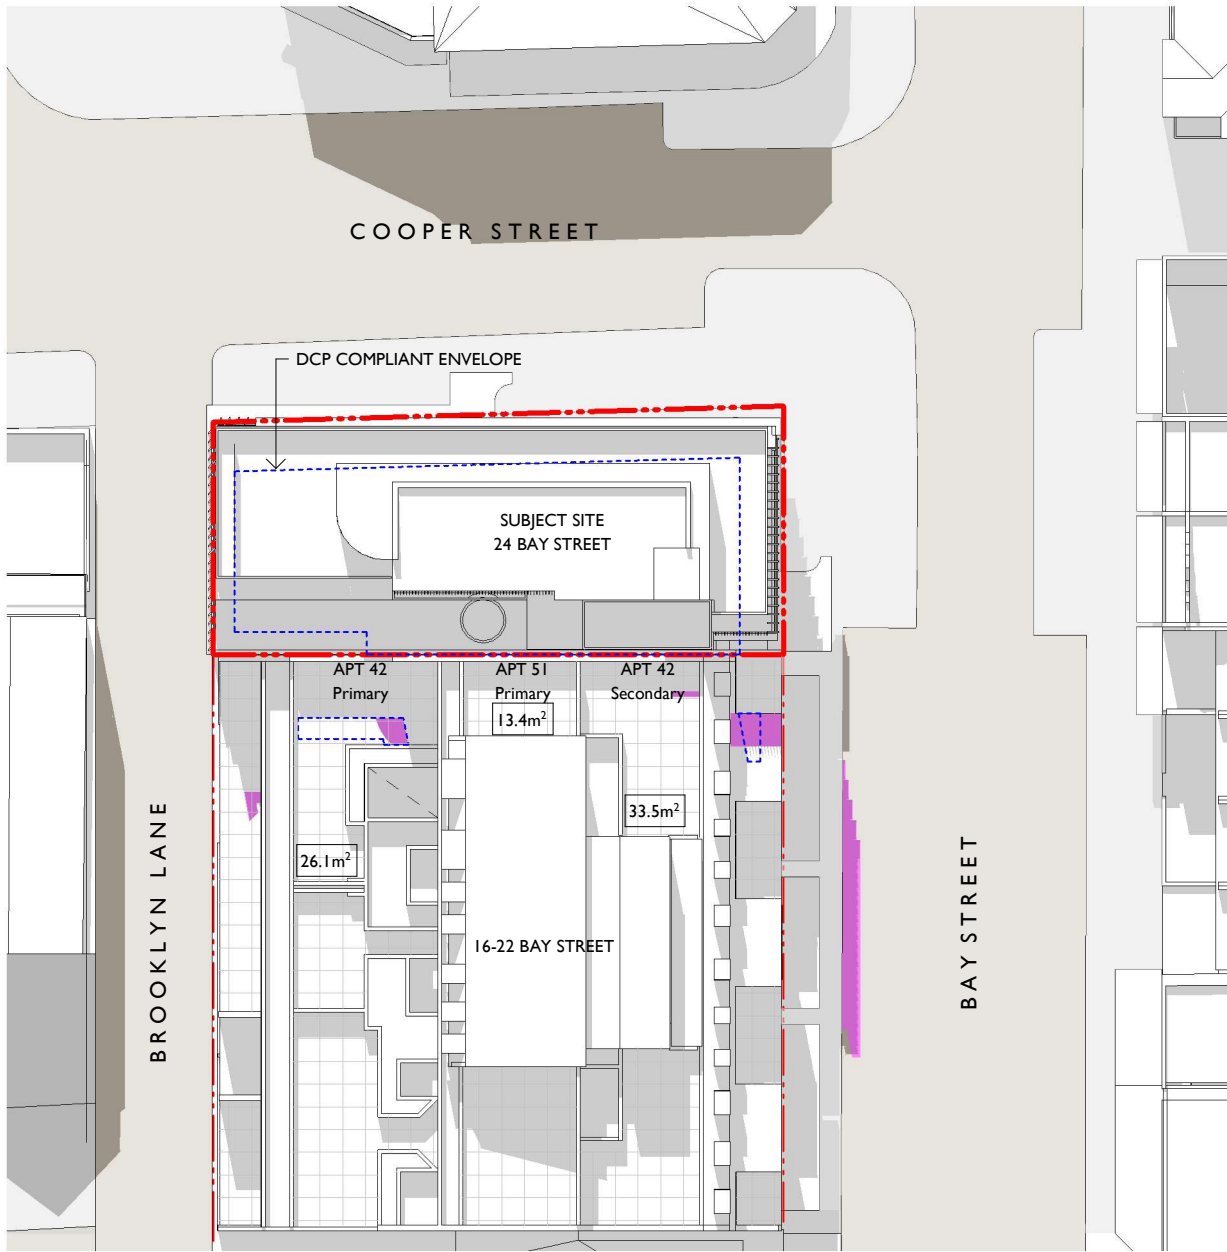 COOPER STREET
DCP COMPLIANT ENVELOPE
SUBJECT SITE
24 BAY STREET
APT 42
Primary
APT 51
Primary
13.4m²
APT 42
Secondary
33.5m²
26.1m²
16-22 BAY STREET
BROOKLYN LANE
BAY STREET